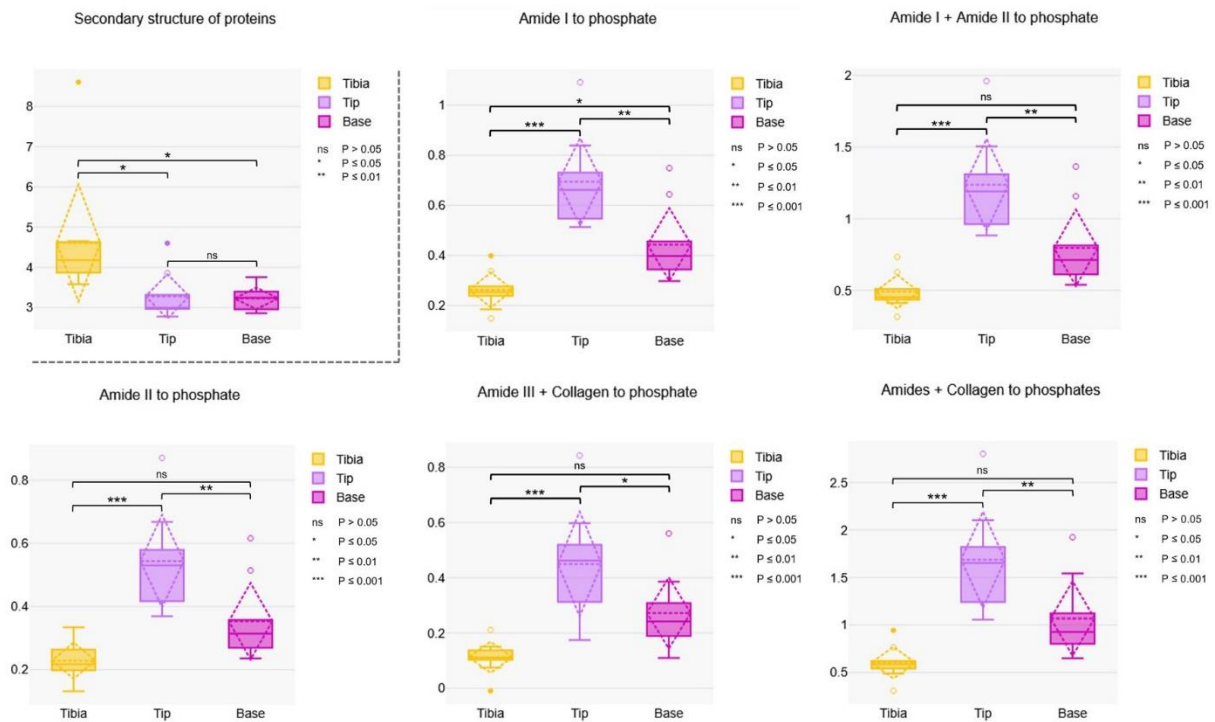 Secondary structure of proteins
8
7
6
5
4
3
*
*
ns
Tibia
Tip
Base
Tibia
Tip
Base
ns P > 0.05
* P ≤ 0.05
** P ≤ 0.01
Amide I to phosphate
1
0.8
0.6
0.4
0.2
*
***
**
Tibia
Tip
Base
Tibia
Tip
Base
ns P > 0.05
* P ≤ 0.05
** P ≤ 0.01
*** P ≤ 0.001
Amide I + Amide II to phosphate
2
1.5
1
0.5
ns
***
**
Tibia
Tip
Base
Tibia
Tip
Base
ns P > 0.05
* P ≤ 0.05
** P ≤ 0.01
*** P ≤ 0.001
Amide II to phosphate
0.8
0.6
0.4
0.2
ns
***
**
Tibia
Tip
Base
Tibia
Tip
Base
ns P > 0.05
* P ≤ 0.05
** P ≤ 0.01
*** P ≤ 0.001
Amide III + Collagen to phosphate
0.8
0.6
0.4
0.2
0
ns
***
*
Tibia
Tip
Base
Tibia
Tip
Base
ns P > 0.05
* P ≤ 0.05
** P ≤ 0.01
*** P ≤ 0.001
Amides + Collagen to phosphates
3
2.5
2
1.5
1
0.5
ns
***
**
Tibia
Tip
Base
Tibia
Tip
Base
ns P > 0.05
* P ≤ 0.05
** P ≤ 0.01
*** P ≤ 0.001